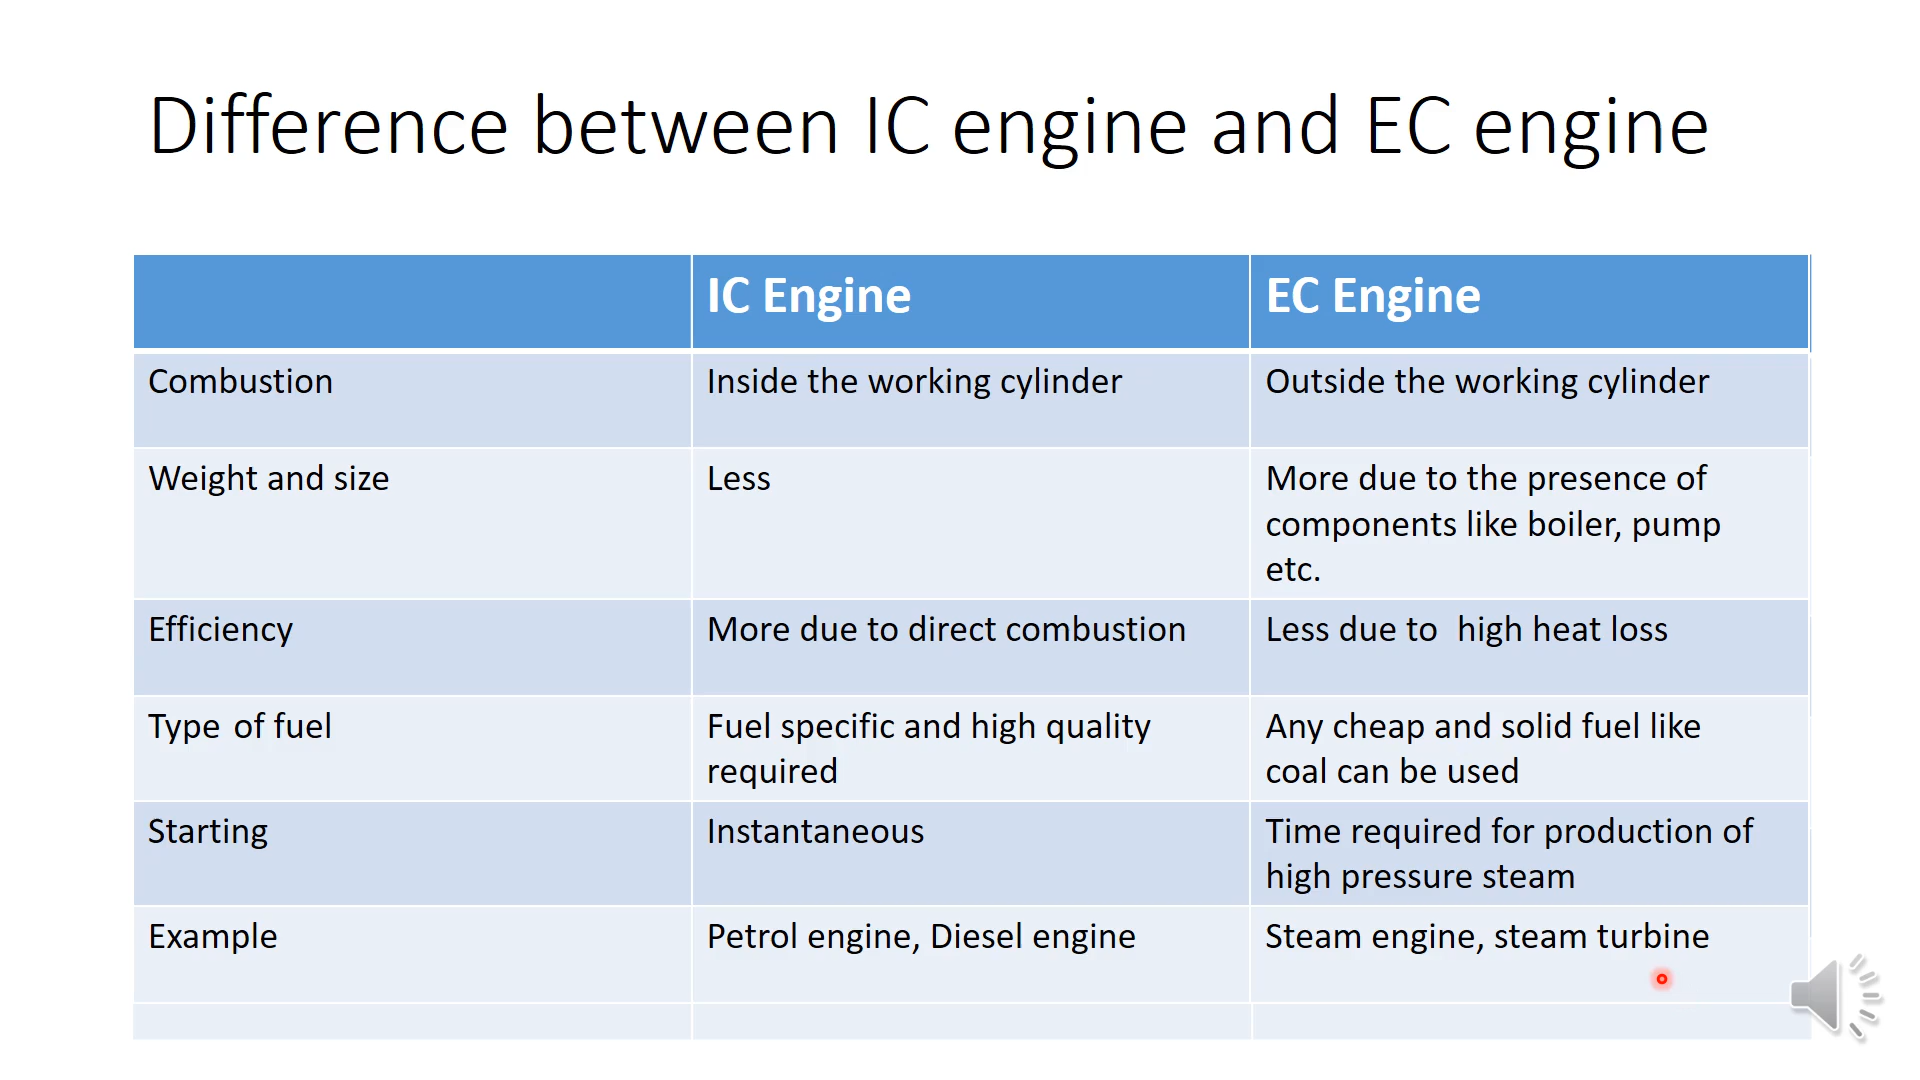 Difference between IC engine and EC engine
IC Engine
EC Engine
Combustion
Inside the working cylinder
Outside the working cylinder
Weight and size
Less
More due to the presence of
components like boiler, pump
etc.
Efficiency
More due to direct combustion
Less due to high heat loss
Type of fuel
Fuel specific and high quality
required
Any cheap and solid fuel like
coal can be used
Starting
Instantaneous
Time required for production of
high pressure steam
Example
Petrol engine, Diesel engine
Steam engine, steam turbine